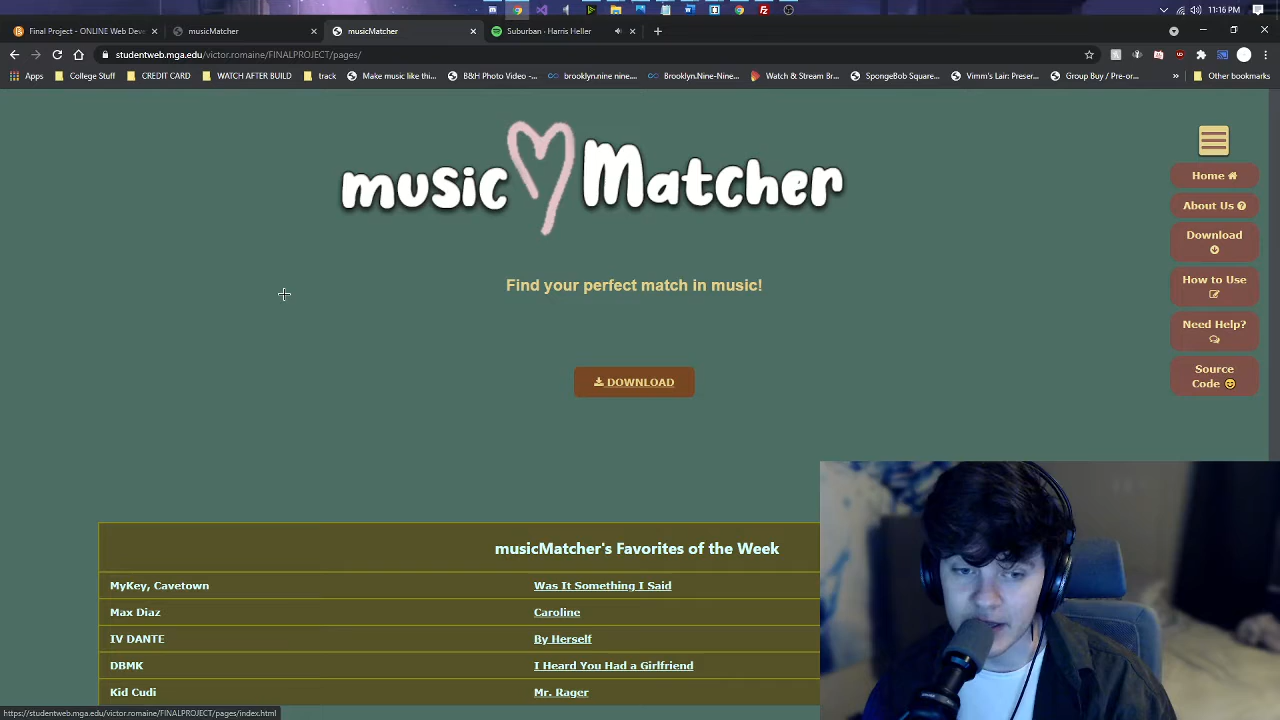 11:16 PM
Final Project - ONLINE Web Dev
musicMatcher
musicMatcher
Suburban · Harris Heller
studentweb.mga.edu/victor.romaine/FINALPROJECT/pages/
Apps
College Stuff
CREDIT CARD
WATCH AFTER BUILD
track
Make music like thi...
B&H Photo Video -...
brooklyn.nine nine...
Brooklyn.Nine-Nine...
Watch & Stream Br...
SpongeBob Square...
Vimm's Lair: Preser...
Group Buy / Pre-or...
»
Other bookmarks
music Matcher
Home
About Us
Download
How to Use
Need Help?
Source
Code
Find your perfect match in music!
DOWNLOAD
musicMatcher's Favorites of the Week
MyKey, Cavetown Was It Something I Said
Max Diaz Caroline
IV DANTE By Herself
DBMK I Heard You Had a Girlfriend
Kid Cudi Mr. Rager
https://studentweb.mga.edu/victor.romaine/FINALPROJECT/pages/index.html